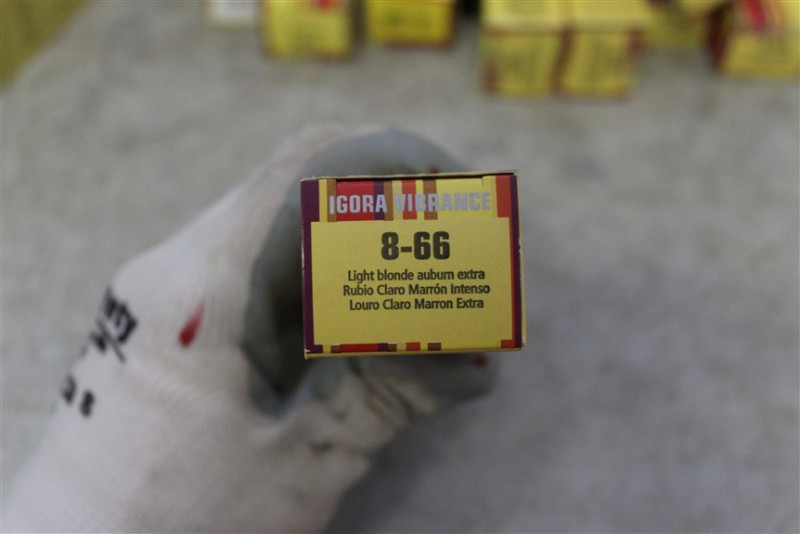 IGORA VIBRANCE
8-66
Light blonde auburn extra
Rubio Claro Marrón Intenso
Louro Claro Marron Extra